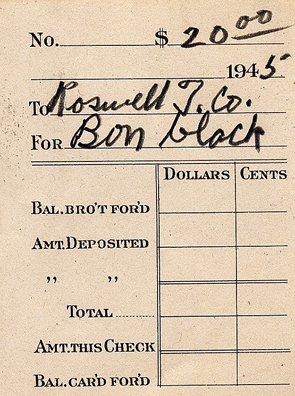 No. $ 20 00
1945
To Roswell T. Co.
For Bon black
Dollars Cents
Bal. bro't for'd
Amt. Deposited
,, ,,
Total
Amt. this Check
Bal. car'd for'd